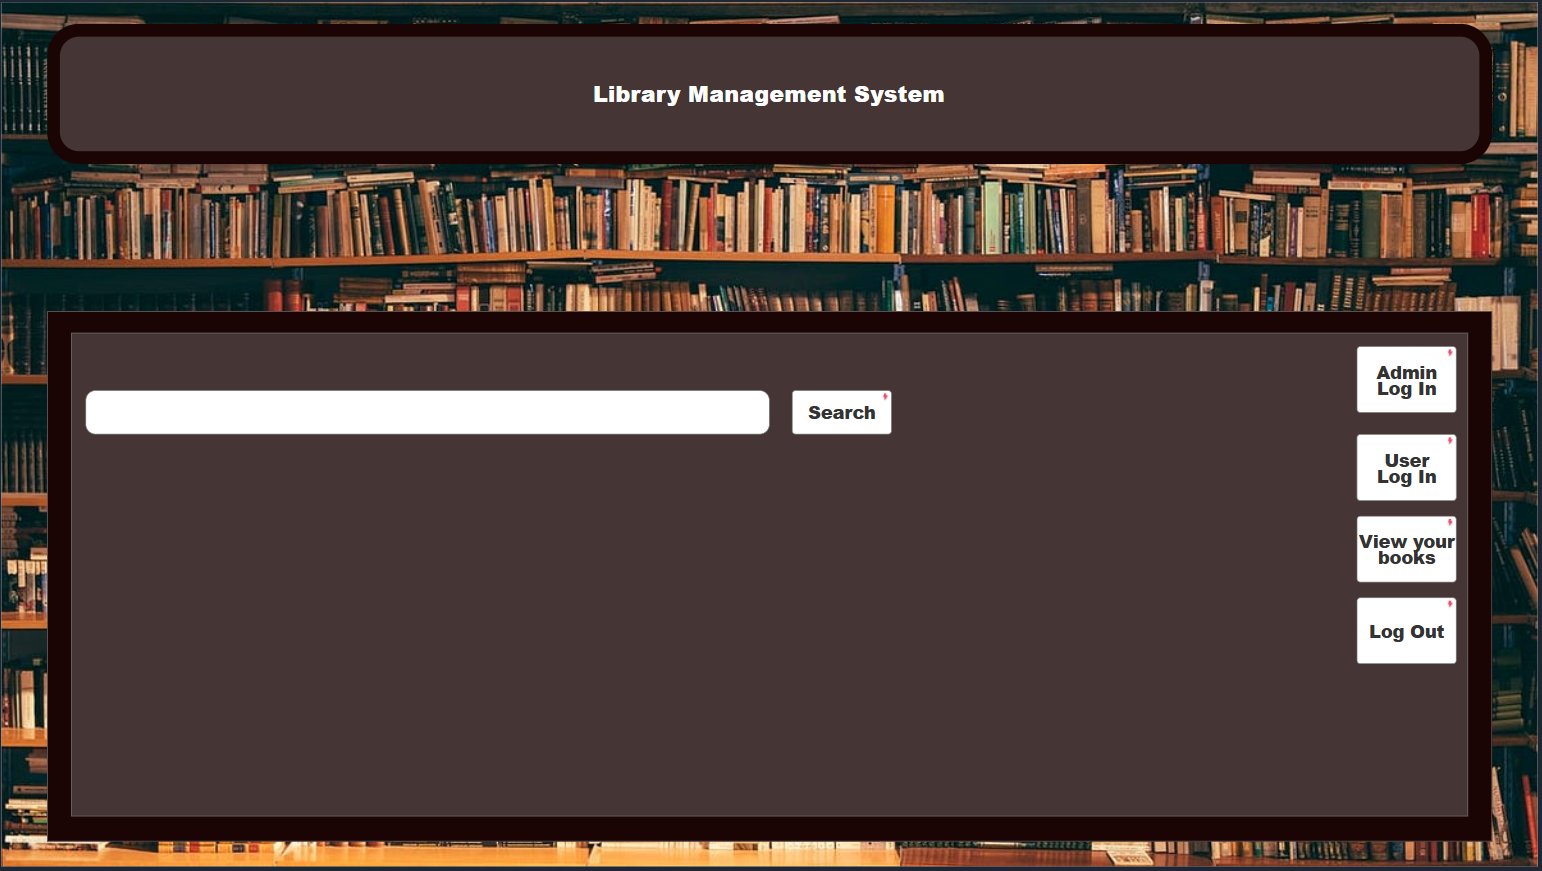 Library Management System
Search
Admin
Log In
User
Log In
View your
books
Log Out